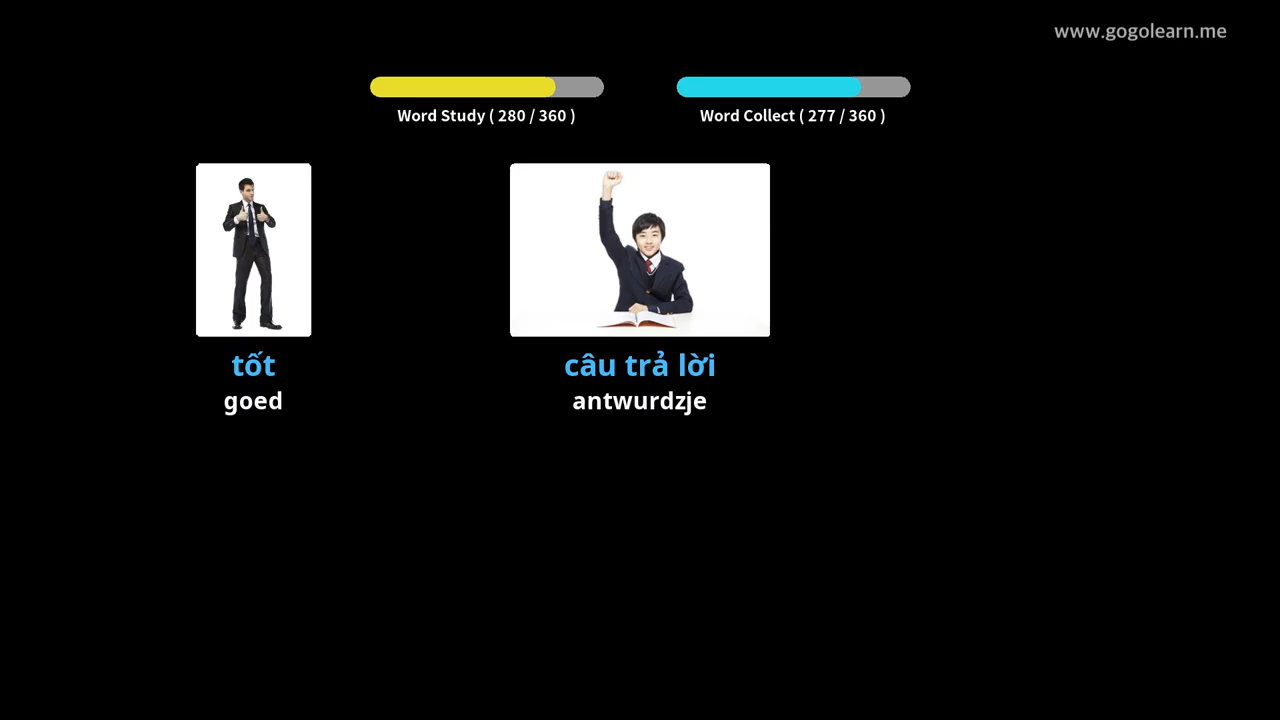 www.gogolearn.me
Word Study ( 280 / 360 )
Word Collect ( 277 / 360 )
tốt
goed
câu trả lời
antwurdzje